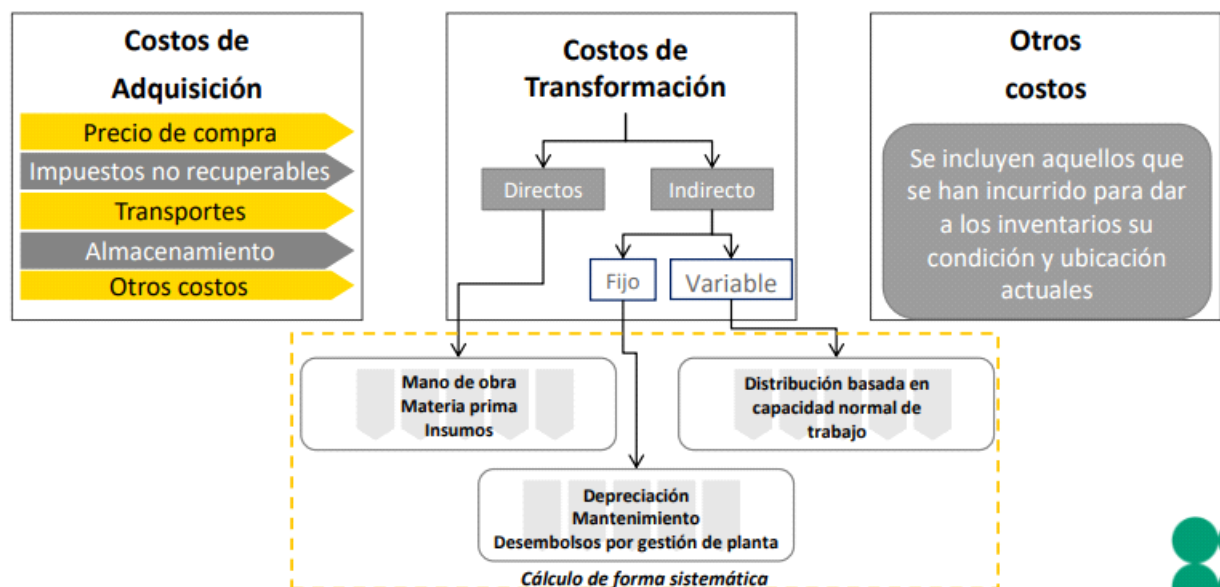 Costos de
Adquisición
Precio de compra
Impuestos no recuperables
Transportes
Almacenamiento
Otros costos
Costos de
Transformación
Directos
Indirecto
Fijo
Variable
Otros
costos
Se incluyen aquellos que
se han incurrido para dar
a los inventarios su
condición y ubicación
actuales
Mano de obra
Materia prima
Insumos
Distribución basada en
capacidad normal de
trabajo
Depreciación
Mantenimiento
Desembolsos por gestión de planta
Cálculo de forma sistemática